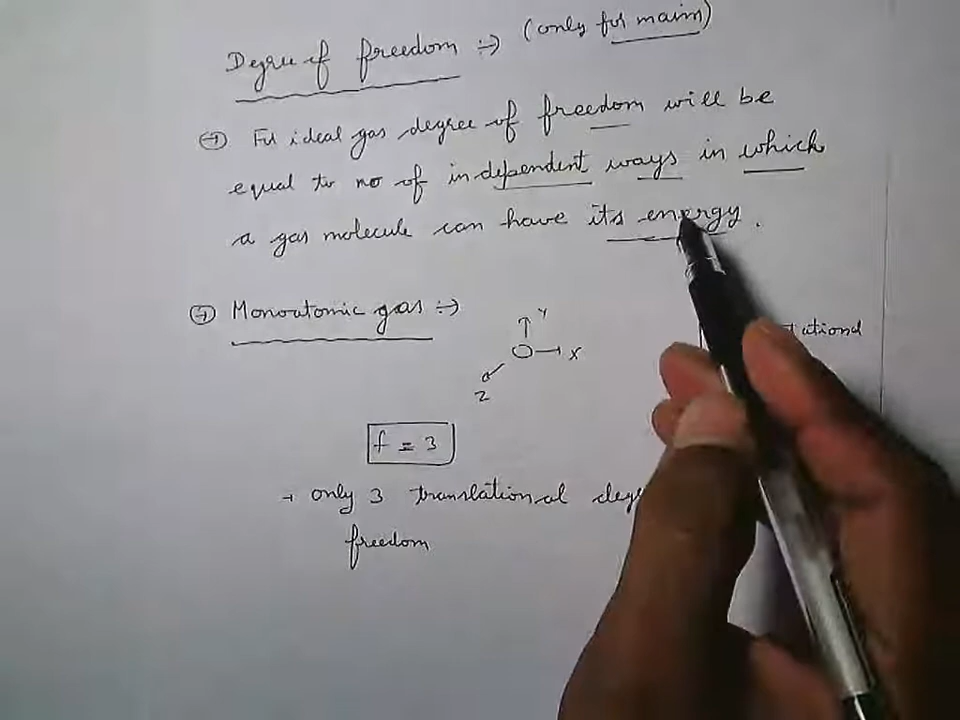 Degree of freedom :→ (only for mains)
→ For ideal gas degree of freedom will be
equal to no of independent ways in which
a gas molecule can have its energy.
→ Monoatomic gas :→
Y
X
Z
f = 3
→ only 3 translational
freedom